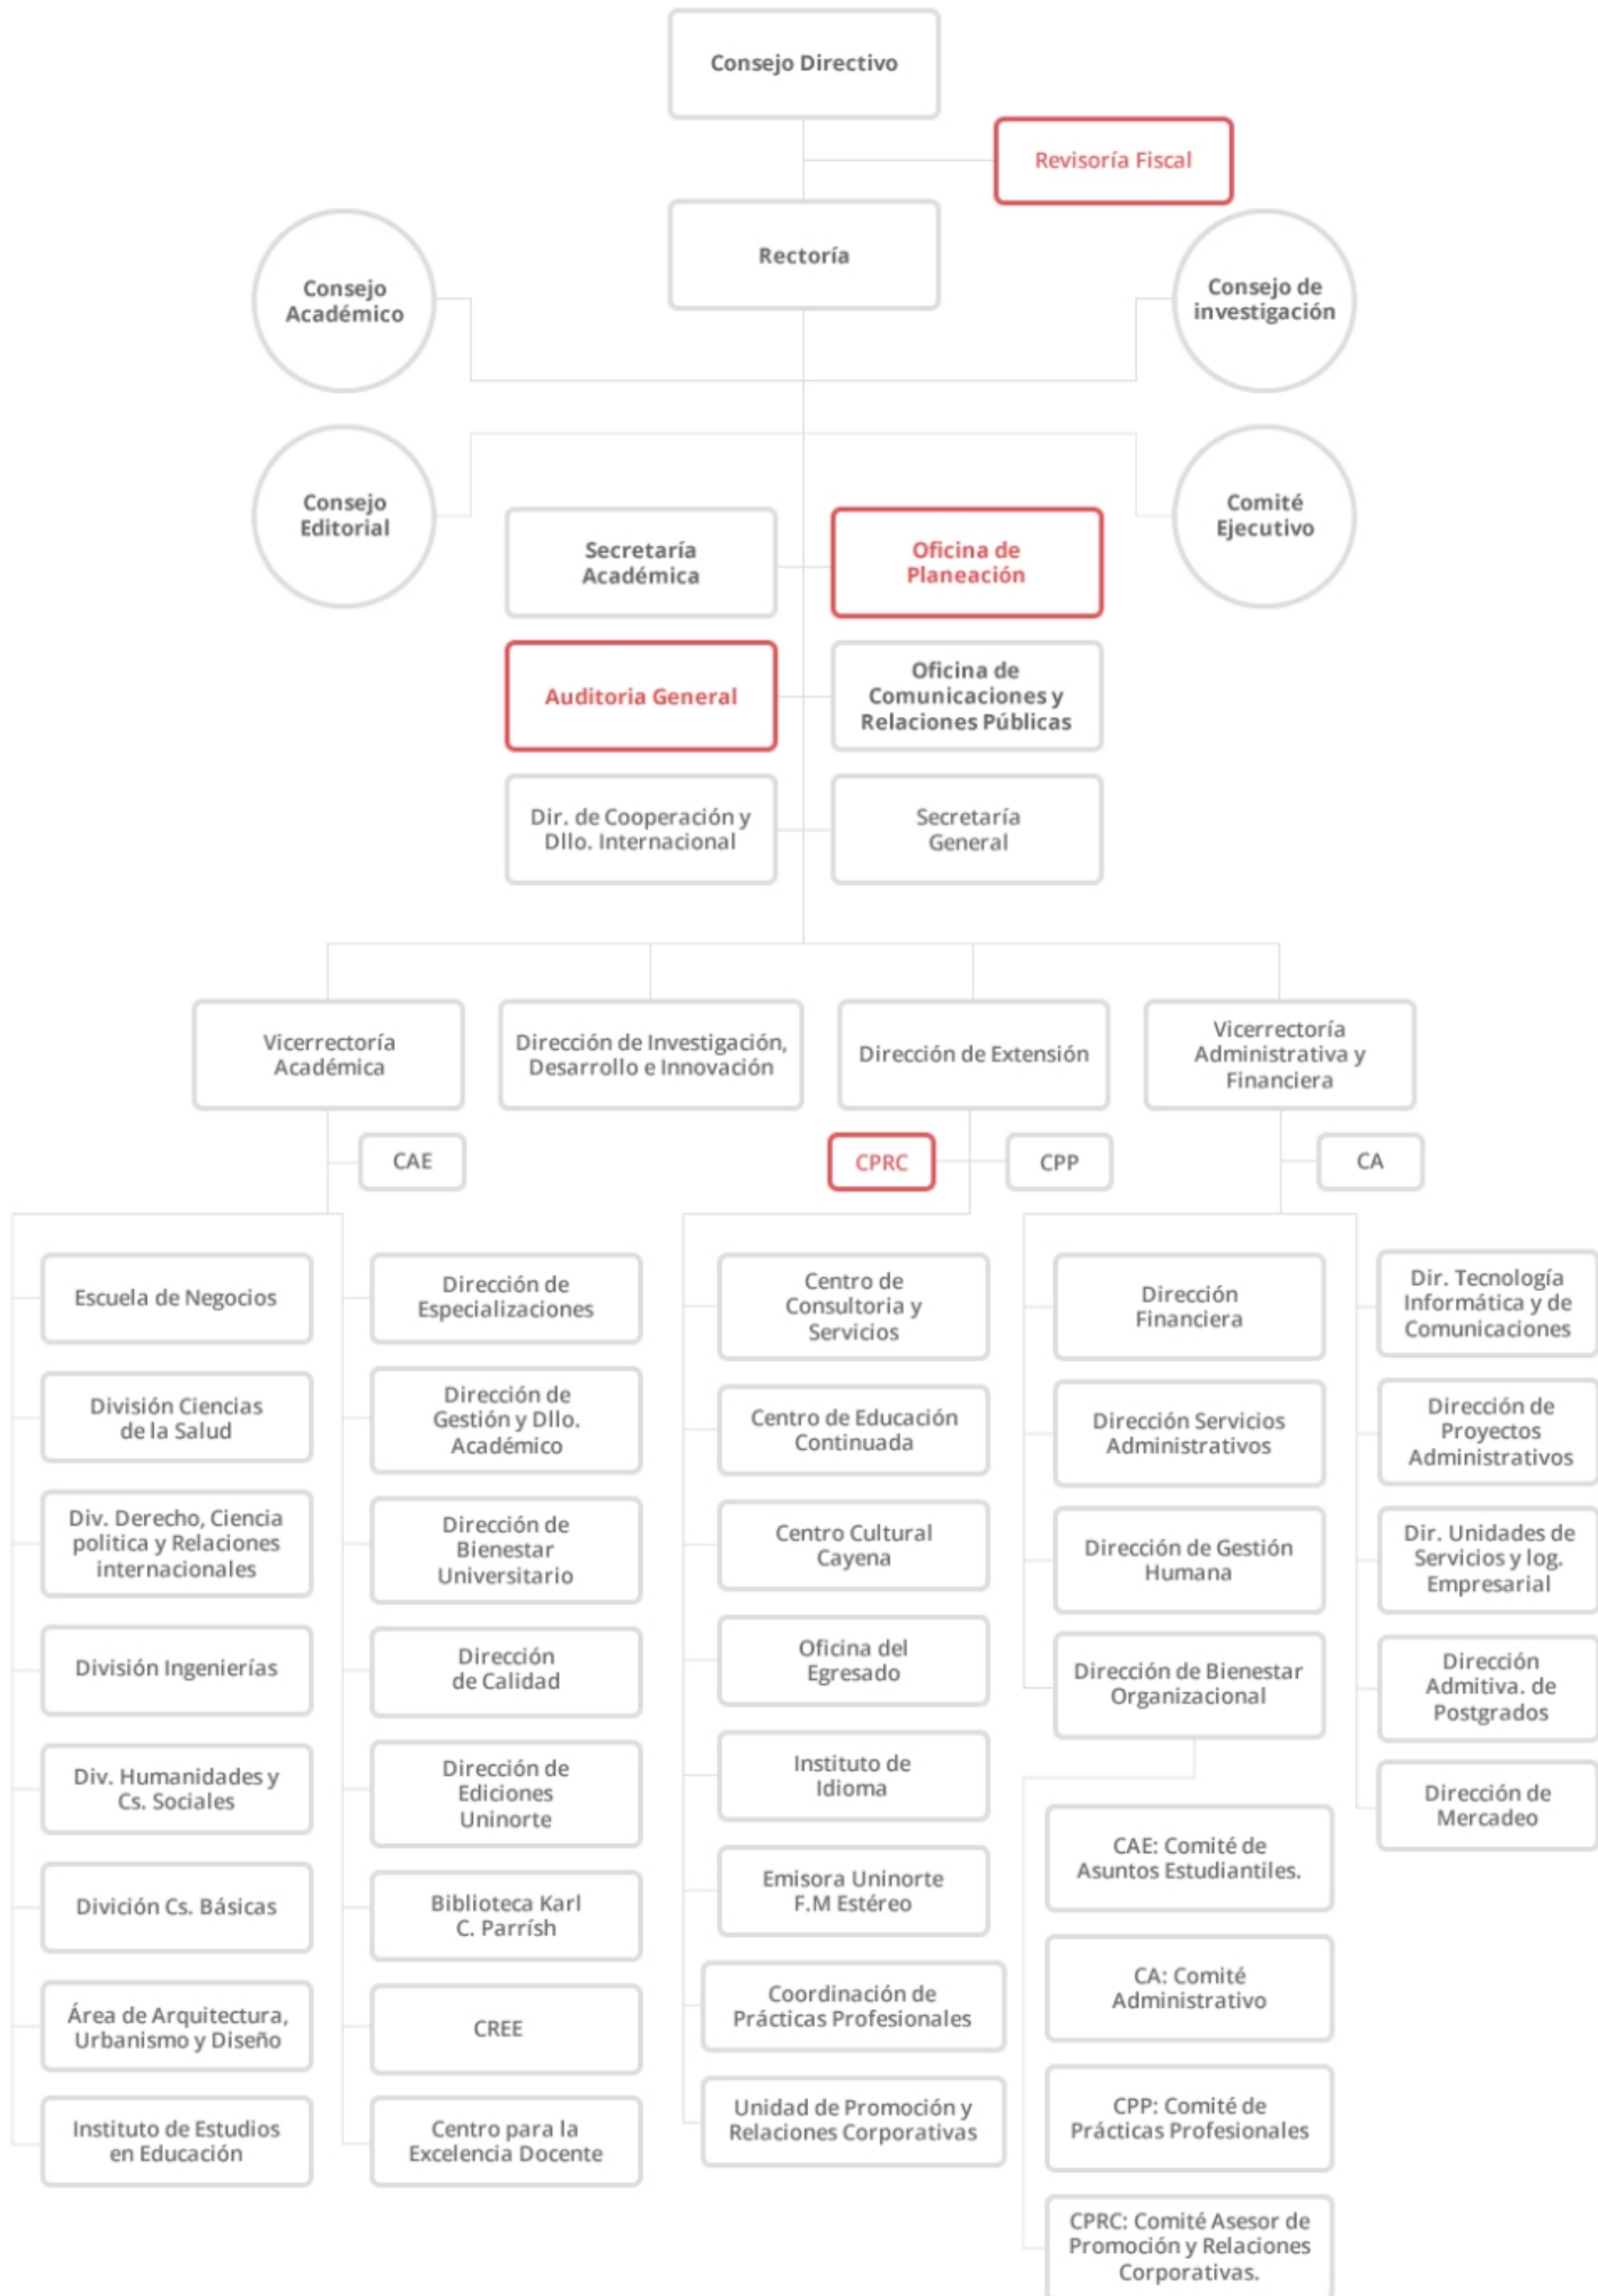 Consejo Directivo
Revisoría Fiscal
Rectoría
Consejo
Académico
Consejo de
investigación
Consejo
Editorial
Comité
Ejecutivo
Secretaría
Académica
Oficina de
Planeación
Auditoria General
Oficina de
Comunicaciones y
Relaciones Públicas
Dir. de Cooperación y
Dllo. Internacional
Secretaría
General
Vicerrectoría
Académica
Dirección de Investigación,
Desarrollo e Innovación
Dirección de Extensión
Vicerrectoría
Administrativa y
Financiera
CAE
CPRC
CPP
CA
Escuela de Negocios
División Ciencias
de la Salud
Div. Derecho, Ciencia
politica y Relaciones
internacionales
División Ingenierías
Div. Humanidades y
Cs. Sociales
Divición Cs. Básicas
Área de Arquitectura,
Urbanismo y Diseño
Instituto de Estudios
en Educación
Dirección de
Especializaciones
Dirección de
Gestión y Dllo.
Académico
Dirección de
Bienestar
Universitario
Dirección
de Calidad
Dirección de
Ediciones
Uninorte
Biblioteca Karl
C. Parrísh
CREE
Centro para la
Excelencia Docente
Centro de
Consultoria y
Servicios
Centro de Educación
Continuada
Centro Cultural
Cayena
Oficina del
Egresado
Instituto de
Idioma
Emisora Uninorte
F.M Estéreo
Coordinación de
Prácticas Profesionales
Unidad de Promoción y
Relaciones Corporativas
Dirección
Financiera
Dirección Servicios
Administrativos
Dirección de Gestión
Humana
Dirección de Bienestar
Organizacional
CAE: Comité de
Asuntos Estudiantiles.
CA: Comité
Administrativo
CPP: Comité de
Prácticas Profesionales
CPRC: Comité Asesor de
Promoción y Relaciones
Corporativas.
Dir. Tecnología
Informática y de
Comunicaciones
Dirección de
Proyectos
Administrativos
Dir. Unidades de
Servicios y log.
Empresarial
Dirección
Admitiva. de
Postgrados
Dirección de
Mercadeo